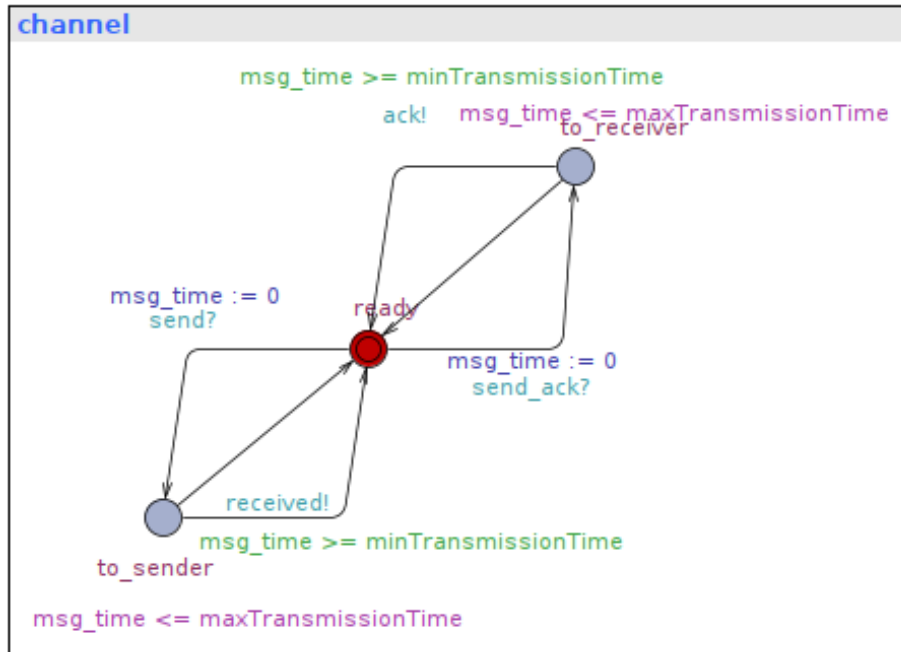 channel
msg_time >= minTransmissionTime
ack!
msg_time <= maxTransmissionTime
to_receiver
msg_time := 0
send?
ready
msg_time := 0
send_ack?
received!
msg_time >= minTransmissionTime
to_sender
msg_time <= maxTransmissionTime